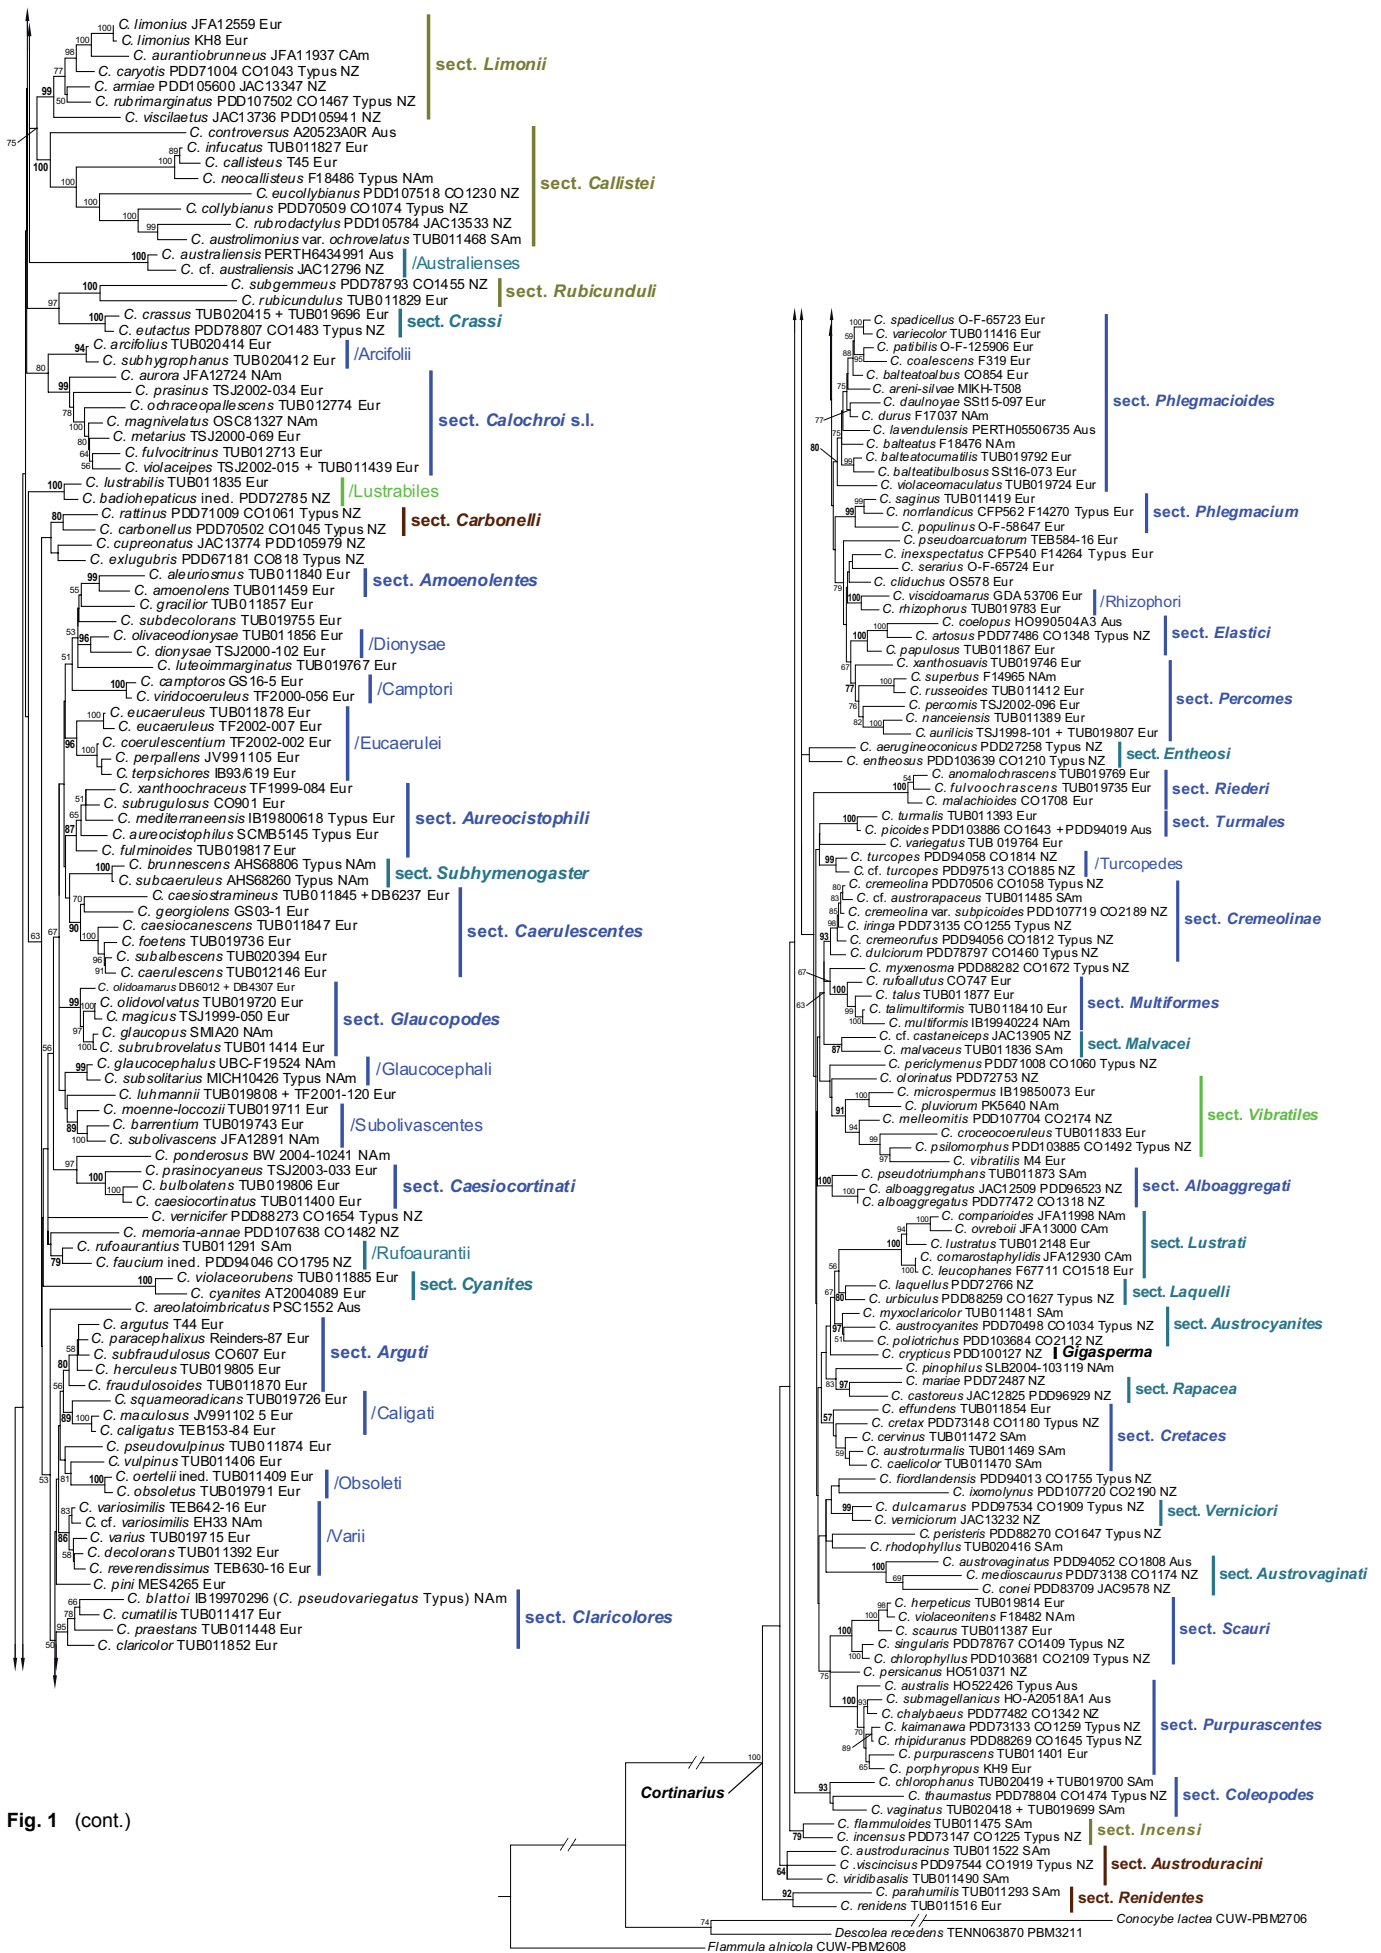 C. limonius JFA12559 Eur
C. limonius KH8 Eur
C. aurantiobrunneus JFA11937 CAm
C. caryotis PDD71004 CO1043 Typus NZ
C. armiae PDD105600 JAC13347 NZ
C. rubrimarginatus PDD107502 CO1467 Typus NZ
C. viscilaetus JAC13736 PDD105941 NZ
sect. Limonii
C. controversus A20523A0R Aus
C. infucatus TUB011827 Eur
C. callisteus T45 Eur
C. neocallisteus F18486 Typus NAm
C. eucollybianus PDD107518 CO1230 NZ
C. collybianus PDD70509 CO1074 Typus NZ
C. rubrodactylus PDD105784 JAC13533 NZ
C. austrolimonius var. ochrovelatus TUB011468 SAm
sect. Callistei
C. australiensis PERTH6434991 Aus
C. cf. australiensis JAC12796 NZ
/Australienses
C. subgemmeus PDD78793 CO1455 NZ
C. rubicundulus TUB011829 Eur
sect. Rubicunduli
C. crassus TUB020415 + TUB019696 Eur
C. eutactus PDD78807 CO1483 Typus NZ
sect. Crassi
C. arcifolius TUB020414 Eur
C. subhygrophanus TUB020412 Eur
/Arcifolii
C. aurora JFA12724 NAm
C. prasinus TSJ2002-034 Eur
C. ochraceopallescens TUB012774 Eur
C. magnivelatus OSC81327 NAm
C. metarius TSJ2000-069 Eur
C. fulvocitrinus TUB012713 Eur
C. violaceipes TSJ2002-015 + TUB011439 Eur
sect. Calochroi s.l.
C. lustrabilis TUB011835 Eur
C. badiohepaticus ined. PDD72785 NZ
/Lustrabiles
C. rattinus PDD71009 CO1061 Typus NZ
C. carbonellus PDD70502 CO1045 Typus NZ
sect. Carbonelli
C. cupreonatus JAC13774 PDD105979 NZ
C. exlugubris PDD67181 CO818 Typus NZ
C. aleuriosmus TUB011840 Eur
C. amoenolens TUB011459 Eur
sect. Amoenolentes
C. gracilior TUB011857 Eur
C. subdecolorans TUB019755 Eur
C. olivaceodionysae TUB011856 Eur
C. dionysae TSJ2000-102 Eur
/Dionysae
C. luteoimmarginatus TUB019767 Eur
C. camptoros GS16-5 Eur
C. viridocoeruleus TF2000-056 Eur
/Camptori
C. eucaeruleus TUB011878 Eur
C. eucaeruleus TF2002-007 Eur
C. coerulescentium TF2002-002 Eur
C. perpallens JV991105 Eur
C. terpsichores IB93/619 Eur
/Eucaerulei
C. xanthoochraceus TF1999-084 Eur
C. subrugulosus CO901 Eur
C. mediterraneensis IB19800618 Typus Eur
C. aureocistophilus SCMB5145 Typus Eur
C. fulminoides TUB019817 Eur
sect. Aureocistophili
C. brunnescens AHS68806 Typus NAm
C. subcaeruleus AHS68260 Typus NAm
sect. Subhymenogaster
C. caesiostramineus TUB011845 + DB6237 Eur
C. georgiolens GS03-1 Eur
C. caesiocanescens TUB011847 Eur
C. foetens TUB019736 Eur
C. subalbescens TUB020394 Eur
C. caerulescens TUB012146 Eur
sect. Caerulescentes
C. olidoamarus DB6012 + DB4307 Eur
C. olidovolvatus TUB019720 Eur
C. magicus TSJ1999-050 Eur
C. glaucopus SMIA20 NAm
C. subrubrovelatus TUB011414 Eur
sect. Glaucopodes
C. glaucocephalus UBC-F19524 NAm
C. subsolitarius MICH10426 Typus NAm
/Glaucocephali
C. luhmannii TUB019808 + TF2001-120 Eur
C. moenne-loccozii TUB019711 Eur
C. barrentium TUB019743 Eur
C. subolivascens JFA12891 NAm
/Subolivascentes
C. ponderosus BW 2004-10241 NAm
C. prasinocyaneus TSJ2003-033 Eur
C. bulbolatens TUB019806 Eur
C. caesiocortinatus TUB011400 Eur
sect. Caesiocortinati
C. vernicifer PDD88273 CO1654 Typus NZ
C. memoria-annae PDD107638 CO1482 NZ
C. rufoaurantius TUB011291 SAm
C. faucium ined. PDD94046 CO1795 NZ
/Rufoaurantii
C. violaceorubens TUB011885 Eur
C. cyanites AT2004089 Eur
sect. Cyanites
C. areolatoimbricatus PSC1552 Aus
C. argutus T44 Eur
C. paracephalixus Reinders-87 Eur
C. subfraudulosus CO607 Eur
C. herculeus TUB019805 Eur
C. fraudulosoides TUB011870 Eur
sect. Arguti
C. squameoradicans TUB019726 Eur
C. maculosus JV991102 5 Eur
C. caligatus TEB153-84 Eur
/Caligati
C. pseudovulpinus TUB011874 Eur
C. vulpinus TUB011406 Eur
C. oertelii ined. TUB011409 Eur
C. obsoletus TUB019791 Eur
/Obsoleti
C. variosimilis TEB642-16 Eur
C. cf. variosimilis EH33 NAm
C. varius TUB019715 Eur
C. decolorans TUB011392 Eur
C. reverendissimus TEB630-16 Eur
/Varii
C. pini MES4265 Eur
C. blattoi IB19970296 (C. pseudovariegatus Typus) NAm
C. cumatilis TUB011417 Eur
C. praestans TUB011448 Eur
C. claricolor TUB011852 Eur
sect. Claricolores
C. spadicellus O-F-65723 Eur
C. variecolor TUB011416 Eur
C. patibilis O-F-125906 Eur
C. coalescens F319 Eur
C. balteatoalbus CO854 Eur
C. areni-silvae MIKH-T508
C. daulnoyae SSt15-097 Eur
C. durus F17037 NAm
C. lavendulensis PERTH05506735 Aus
C. balteatus F18476 NAm
C. balteatocumatilis TUB019792 Eur
C. balteatibulbosus SSt16-073 Eur
C. violaceomaculatus TUB019724 Eur
sect. Phlegmacioides
C. saginus TUB011419 Eur
C. norrlandicus CFP562 F14270 Typus Eur
C. populinus O-F-58647 Eur
sect. Phlegmacium
C. pseudoarcuatorum TEB584-16 Eur
C. inexspectatus CFP540 F14264 Typus Eur
C. serarius O-F-65724 Eur
C. cliduchus OS578 Eur
C. viscidoamarus GDA 53706 Eur
C. rhizophorus TUB019783 Eur
/Rhizophori
C. coelopus HO990504A3 Aus
C. artosus PDD77486 CO1348 Typus NZ
C. papulosus TUB011867 Eur
sect. Elastici
C. xanthosuavis TUB019746 Eur
C. superbus F14965 NAm
C. russeoides TUB011412 Eur
C. percomis TSJ2002-096 Eur
C. nanceiensis TUB011389 Eur
C. aurilicis TSJ1998-101 + TUB019807 Eur
sect. Percomes
C. aerugineoconicus PDD27258 Typus NZ
C. entheosus PDD103639 CO1210 Typus NZ
sect. Entheosi
C. anomalochrascens TUB019769 Eur
C. fulvoochrascens TUB019735 Eur
C. malachioides CO1708 Eur
sect. Riederi
C. turmalis TUB011393 Eur
C. picoides PDD103886 CO1643 +PDD94019 Aus
sect. Turmales
C. variegatus TUB 019764 Eur
C. turcopes PDD94058 CO1814 NZ
C. cf. turcopes PDD97513 CO1885 NZ
/Turcopedes
C. cremeolina PDD70506 CO1058 Typus NZ
C. cf. austrorapaceus TUB011485 SAm
C. cremeolina var. subpicoides PDD107719 CO2189 NZ
C. iringa PDD73135 CO1255 Typus NZ
C. cremeorufus PDD94056 CO1812 Typus NZ
C. dulciorum PDD78797 CO1460 Typus NZ
sect. Cremeolinae
C. myxenosma PDD88282 CO1672 Typus NZ
C. rufoallutus CO747 Eur
C. talus TUB011877 Eur
C. talimultiformis TUB0118410 Eur
C. multiformis IB19940224 NAm
sect. Multiformes
C. cf. castaneiceps JAC13905 NZ
C. malvaceus TUB011836 SAm
sect. Malvacei
C. periclymenus PDD71008 CO1060 Typus NZ
C. olorinatus PDD72753 NZ
C. microspermus IB19850073 Eur
C. pluviorum PK5640 NAm
C. melleomitis PDD107704 CO2174 NZ
C. croceocoeruleus TUB011833 Eur
C. psilomorphus PDD103885 CO1492 Typus NZ
C. vibratilis M4 Eur
sect. Vibratiles
C. pseudotriumphans TUB011873 SAm
C. alboaggregatus JAC12509 PDD96523 NZ
C. alboaggregatus PDD77472 CO1318 NZ
sect. Alboaggregati
C. comparioides JFA11998 NAm
C. ovreboii JFA13000 CAm
C. lustratus TUB012148 Eur
C. comarostaphylidis JFA12930 CAm
C. leucophanes F67711 CO1518 Eur
sect. Lustrati
C. laquellus PDD72766 NZ
C. urbiculus PDD88259 CO1627 Typus NZ
sect. Laquelli
C. myxoclaricolor TUB011481 SAm
C. austrocyanites PDD70498 CO1034 Typus NZ
C. poliotrichus PDD103684 CO2112 NZ
sect. Austrocyanites
C. crypticus PDD100127 NZ
Gigasperma
C. pinophilus SLB2004-103119 NAm
C. mariae PDD72487 NZ
C. castoreus JAC12825 PDD96929 NZ
sect. Rapacea
C. effundens TUB011854 Eur
C. cretax PDD73148 CO1180 Typus NZ
C. cervinus TUB011472 SAm
C. austroturmalis TUB011469 SAm
C. caelicolor TUB011470 SAm
sect. Cretaces
C. fiordlandensis PDD94013 CO1755 Typus NZ
C. ixomolynus PDD107720 CO2190 NZ
C. dulcamarus PDD97534 CO1909 Typus NZ
C. verniciorum JAC13232 NZ
sect. Verniciori
C. peristeris PDD88270 CO1647 Typus NZ
C. rhodophyllus TUB020416 SAm
C. austrovaginatus PDD94052 CO1808 Aus
C. medioscaurus PDD73138 CO1174 NZ
C. conei PDD83709 JAC9578 NZ
sect. Austrovaginati
C. herpeticus TUB019814 Eur
C. violaceonitens F18482 NAm
C. scaurus TUB011387 Eur
C. singularis PDD78767 CO1409 Typus NZ
C. chlorophyllus PDD103681 CO2109 Typus NZ
sect. Scauri
C. persicanus HO510371 NZ
C. australis HO522426 Typus Aus
C. submagellanicus HO-A20518A1 Aus
C. chalybaeus PDD77482 CO1342 NZ
C. kaimanawa PDD73133 CO1259 Typus NZ
C. rhipiduranus PDD88269 CO1645 Typus NZ
C. purpurascens TUB011401 Eur
C. porphyropus KH9 Eur
sect. Purpurascentes
C. chlorophanus TUB020419 + TUB019700 SAm
C. thaumastus PDD78804 CO1474 Typus NZ
C. vaginatus TUB020418 + TUB019699 SAm
sect. Coleopodes
C. flammuloides TUB011475 SAm
C. incensus PDD73147 CO1225 Typus NZ
sect. Incensi
C. austroduracinus TUB011522 SAm
C .viscincisus PDD97544 CO1919 Typus NZ
C. viridibasalis TUB011490 SAm
sect. Austroduracini
C. parahumilis TUB011293 SAm
C. renidens TUB011516 Eur
sect. Renidentes
Cortinarius
Conocybe lactea CUW-PBM2706
Descolea recedens TENN063870 PBM3211
Flammula alnicola CUW-PBM2608
Fig. 1 (cont.)